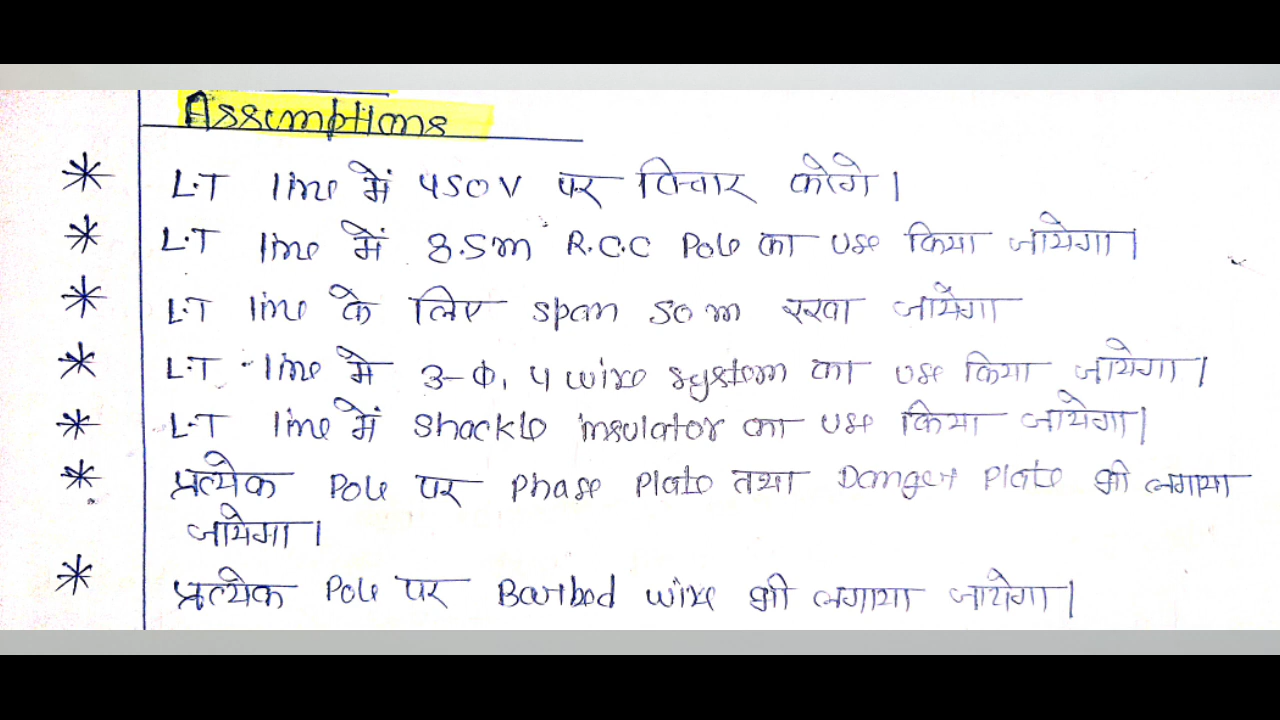 Assumptions
* L.T line में 450V पर विचार करेगे।
* L.T line में 8.5m R.C.C Pole का use किया जायेगा।
* L.T line के लिए span 50m रखा जायेगा
* L.T line मे 3-Φ, 4 wire system का use किया जायेगा।
* L.T line में Shackle insulator का use किया जायेगा।
* प्रत्येक Pole पर Phase Plate तथा Danger Plate भी लगाया
जायेगा।
* प्रत्येक Pole पर Barbed wire भी लगाया जायेगा।